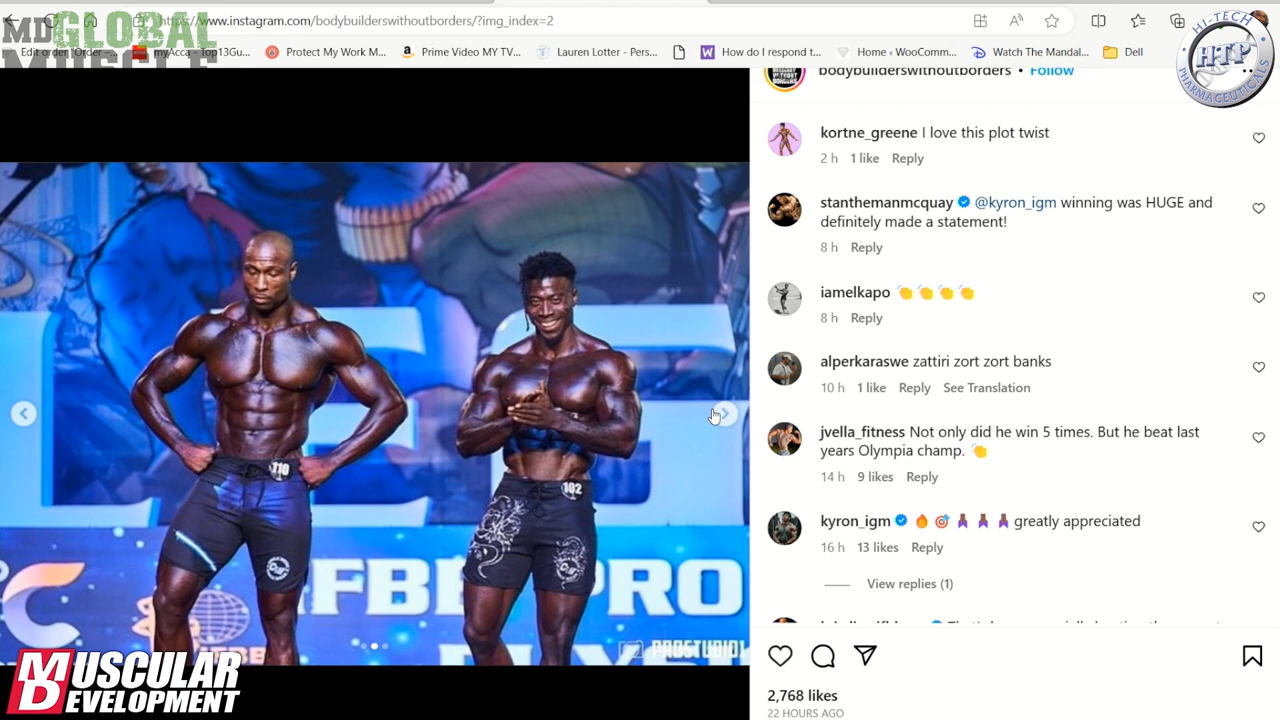 MD GLOBAL
MUSCLE
https://www.instagram.com/bodybuilderswithoutborders/?img_index=2
Edit order "Order –...
myAcca - Top13Gu...
Protect My Work M...
Prime Video MY TV...
Lauren Lotter - Pers...
How do I respond t...
Home ‹ WooComm...
Watch The Mandal...
Dell
HI-TECH
HTP
PHARMACEUTICALS
bodybuilderswithoutborders • Follow
kortne_greene I love this plot twist
2 h 1 like Reply
stanthemanmcquay @kyron_igm winning was HUGE and
definitely made a statement!
8 h Reply
iamelkapo 👏👏👏👏
8 h Reply
alperkaraswe zattiri zort zort banks
10 h 1 like Reply See Translation
jvella_fitness Not only did he win 5 times. But he beat last
years Olympia champ. 👏
14 h 9 likes Reply
kyron_igm 🔥🎯 greatly appreciated
16 h 13 likes Reply
View replies (1)
2,768 likes
22 HOURS AGO
110
102
IFBB PRO
PROSTUDIO1
MUSCULAR
DEVELOPMENT